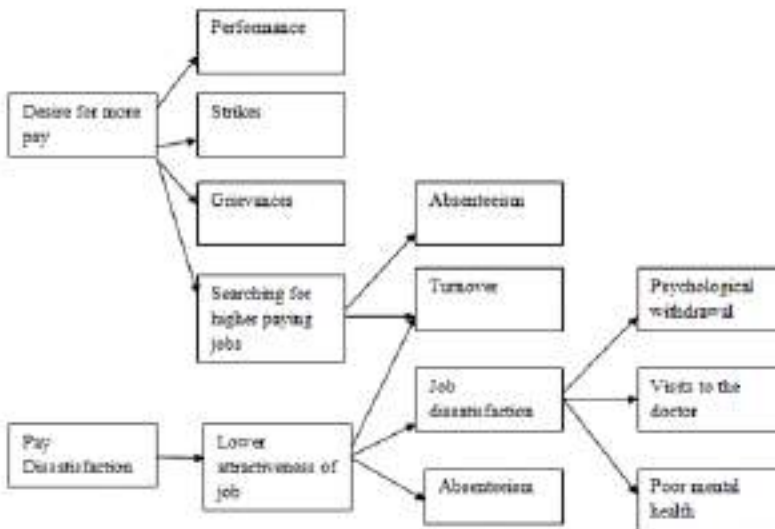 Performance
Desire for more
pay
Strikes
Grievances
Absenteeism
Searching for
higher paying
jobs
Turnover
Psychological
withdrawal
Job
dissatisfaction
Visits to the
doctor
Pay
Dissatisfaction
Lower
attractiveness of
job
Absenteeism
Poor mental
health